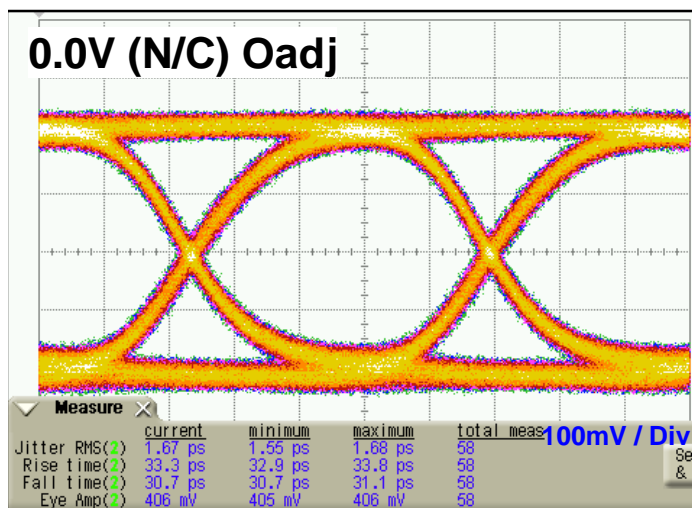 0.0V (N/C) Oadj
Measure
current minimum maximum total meas 100mV / Div
Jitter RMS(2) 1.67 ps 1.55 ps 1.68 ps 58
Rise time(2) 33.3 ps 32.9 ps 33.8 ps 58
Fall time(2) 30.7 ps 30.7 ps 31.1 ps 58
Eye Amp(2) 406 mV 405 mV 406 mV 58
Se
&